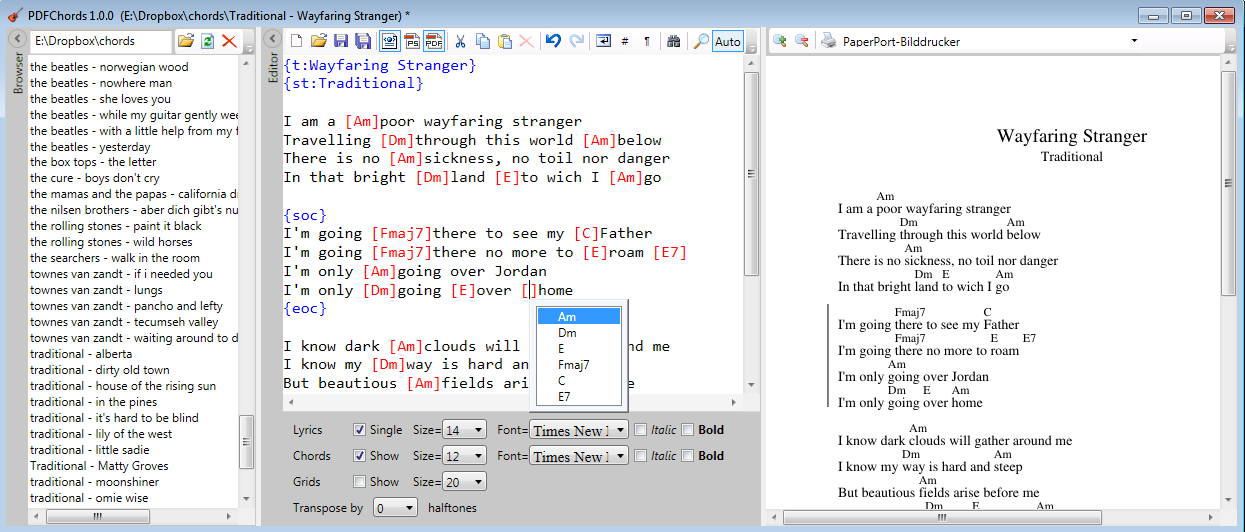 PDFChords 1.0.0 (E:\Dropbox\chords\Traditional - Wayfaring Stranger) *
Browser
E:\Dropbox\chords
the beatles - norwegian wood
the beatles - nowhere man
the beatles - she loves you
the beatles - while my guitar gently wee
the beatles - with a little help from my f
the beatles - yesterday
the box tops - the letter
the cure - boys don't cry
the mamas and the papas - california d
the nilsen brothers - aber dich gibt's nu
the rolling stones - paint it black
the rolling stones - wild horses
the searchers - walk in the room
townes van zandt - if i needed you
townes van zandt - lungs
townes van zandt - pancho and lefty
townes van zandt - tecumseh valley
townes van zandt - waiting around to d
traditional - alberta
traditional - dirty old town
traditional - house of the rising sun
traditional - in the pines
traditional - it's hard to be blind
traditional - lily of the west
traditional - little sadie
Traditional - Matty Groves
traditional - moonshiner
traditional - omie wise
Editor
PS PDF # ¶ Auto
{t:Wayfaring Stranger}
{st:Traditional}
I am a [Am]poor wayfaring stranger
Travelling [Dm]through this world [Am]below
There is no [Am]sickness, no toil nor danger
In that bright [Dm]land [E]to wich I [Am]go
{soc}
I'm going [Fmaj7]there to see my [C]Father
I'm going [Fmaj7]there no more to [E]roam [E7]
I'm only [Am]going over Jordan
I'm only [Dm]going [E]over []home
{eoc}
I know dark [Am]clouds will nd me
I know my [Dm]way is hard an
But beautious [Am]fields aris e
Am
Dm
E
Fmaj7
C
E7
Lyrics Single Size= 14 Font= Times New Italic Bold
Chords Show Size= 12 Font= Times New Italic Bold
Grids Show Size= 20
Transpose by 0 halftones
PaperPort-Bilddrucker
Wayfaring Stranger
Traditional
Am
I am a poor wayfaring stranger
Dm Am
Travelling through this world below
Am
There is no sickness, no toil nor danger
Dm E Am
In that bright land to wich I go
Fmaj7 C
I'm going there to see my Father
Fmaj7 E E7
I'm going there no more to roam
Am
I'm only going over Jordan
Dm E Am
I'm only going over home
Am
I know dark clouds will gather around me
Dm Am
I know my way is hard and steep
Am
But beautious fields arise before me
Dm E Am